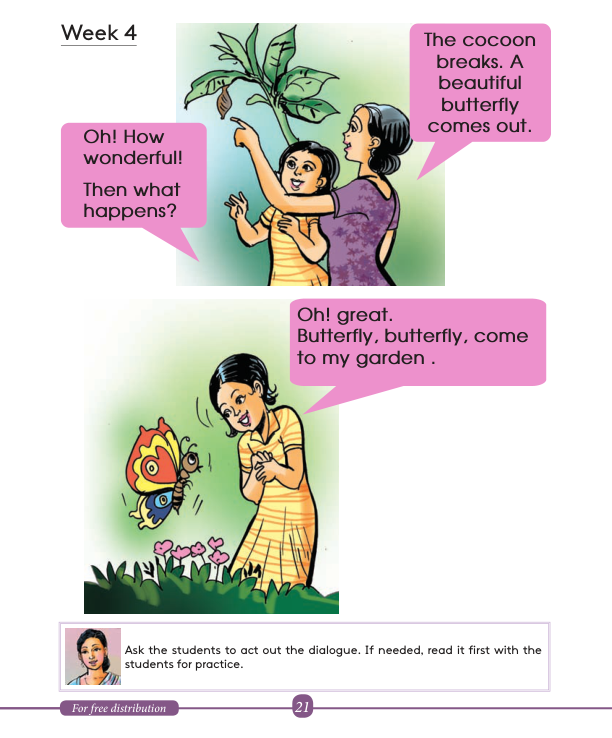 Week 4
Oh! How
wonderful!
Then what
happens?
The cocoon
breaks. A
beautiful
butterfly
comes out.
Oh! great.
Butterfly, butterfly, come
to my garden .
Ask the students to act out the dialogue. If needed, read it first with the
students for practice.
For free distribution
21